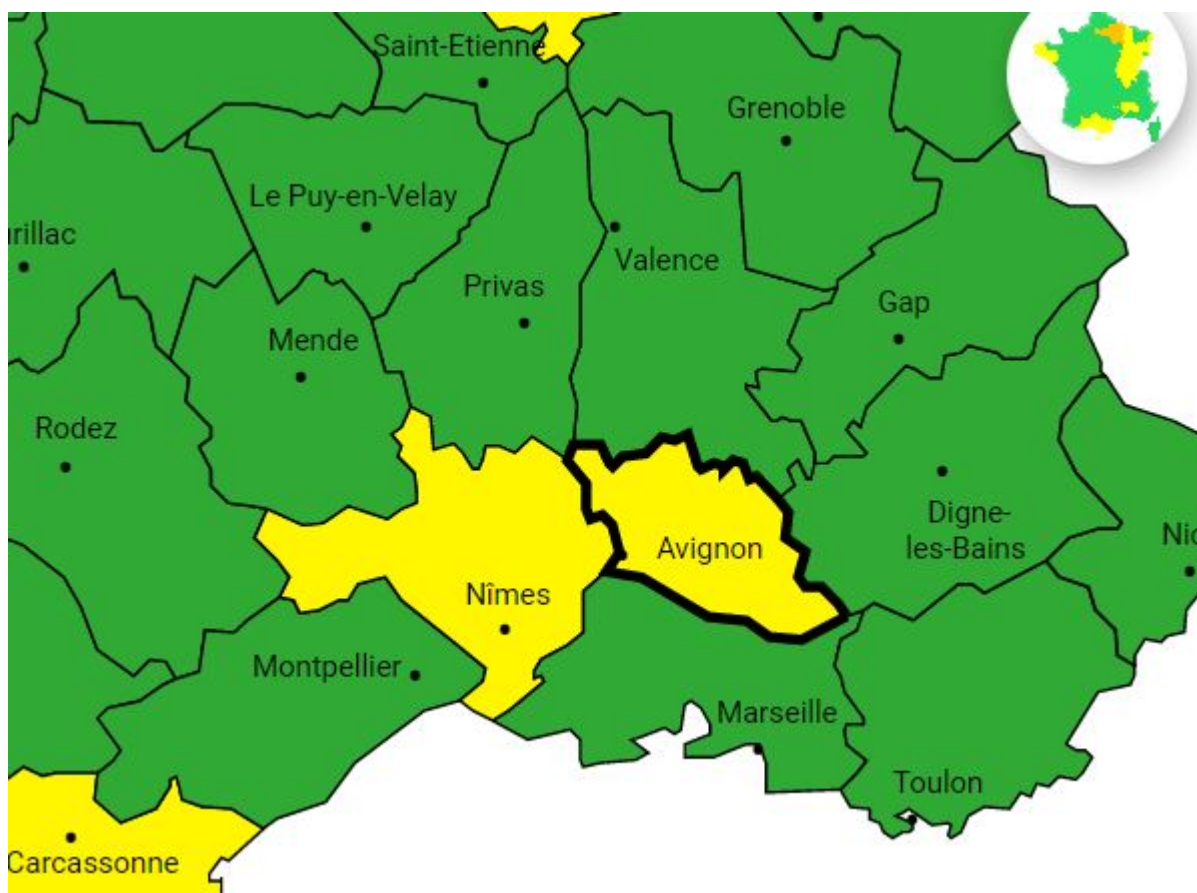 Saint-Etienne
Grenoble
Le Puy-en-Velay
rillac
Valence
Privas
Gap
Mende
Rodez
Digne-
les-Bains
Avignon
Nic
Nîmes
Montpellier
Marseille
Toulon
Carcassonne